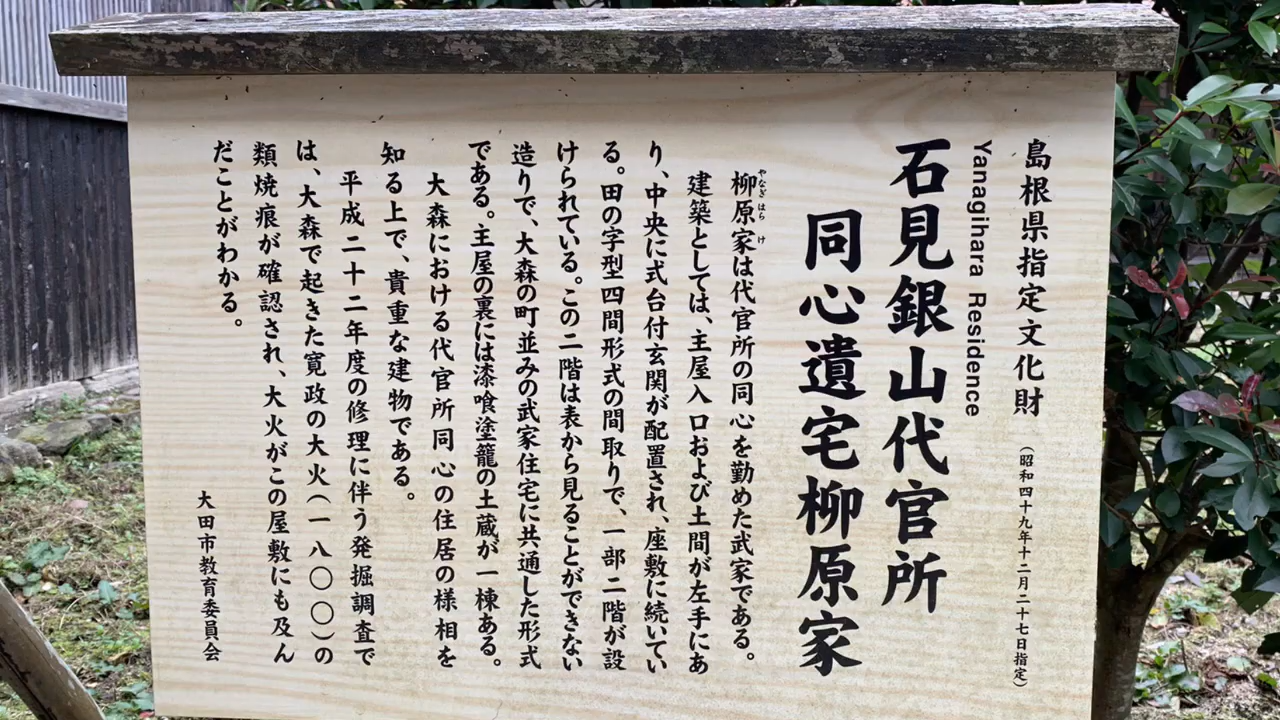 島根県指定文化財
（昭和四十九年十二月二十七日指定）
Yanagihara Residence
石見銀山代官所
同心遺宅柳原家
やなぎはらけ
柳原家は代官所の同心を勤めた武家である。
建築としては、主屋入口および土間が左手にあ
り、中央に式台付玄関が配置され、座敷に続いてい
る。田の字型四間形式の間取りで、一部二階が設
けられている。この二階は表から見ることができない
造りで、大森の町並みの武家住宅に共通した形式
である。主屋の裏には漆喰塗籠の土蔵が一棟ある。
大森における代官所同心の住居の様相を
知る上で、貴重な建物である。
平成二十二年度の修理に伴う発掘調査で
は、大森で起きた寛政の大火（一八〇〇）の
類焼痕が確認され、大火がこの屋敷にも及ん
だことがわかる。
大田市教育委員会